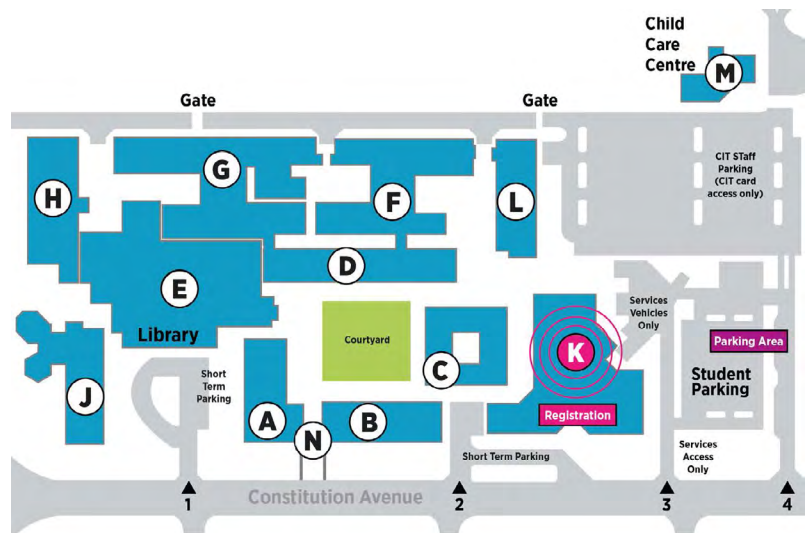 Child
Care
Centre
M
Gate
Gate
G
H
F
L
CIT STaff
Parking
(CIT card
access only)
D
E
Library
Courtyard
Services
Vehicles
Only
K
Parking Area
C
Student
Parking
Short
Term
Parking
J
A
B
N
Registration
Short Term Parking
Services
Access
Only
Constitution Avenue
1
2
3
4